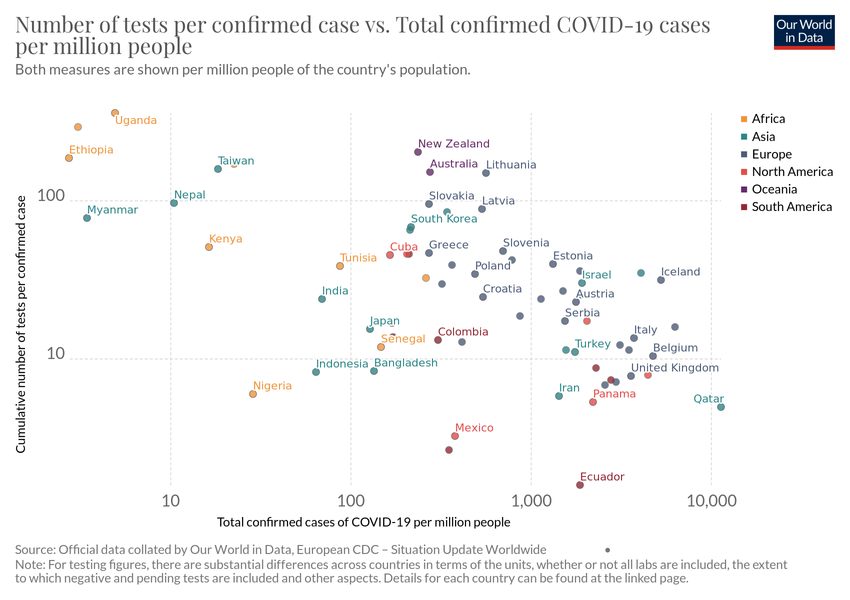 Number of tests per confirmed case vs. Total confirmed COVID-19 cases
per million people
Our World
in Data
Both measures are shown per million people of the country's population.
Uganda
Africa
Asia
New Zealand
Ethiopia
Europe
Taiwan
Australia
Lithuania
North America
Oceania
Nepal
Slovakia
Latvia
100
South America
Myanmar
South Korea
Kenya
Cuba
Greece
Slovenia
Tunisia
Poland
Estonia
Israel
Iceland
India
Croatia
Austria
Serbia
Japan
Senegal
Colombia
Italy
Turkey
Belgium
10
Indonesia
Bangladesh
United Kingdom
Nigeria
Iran
Panama
Qatar
Mexico
Ecuador
Cumulative number of tests per confirmed case
10
100
1,000
10,000
Total confirmed cases of COVID-19 per million people
Source: Official data collated by Our World in Data, European CDC – Situation Update Worldwide
Note: For testing figures, there are substantial differences across countries in terms of the units, whether or not all labs are included, the extent
to which negative and pending tests are included and other aspects. Details for each country can be found at the linked page.